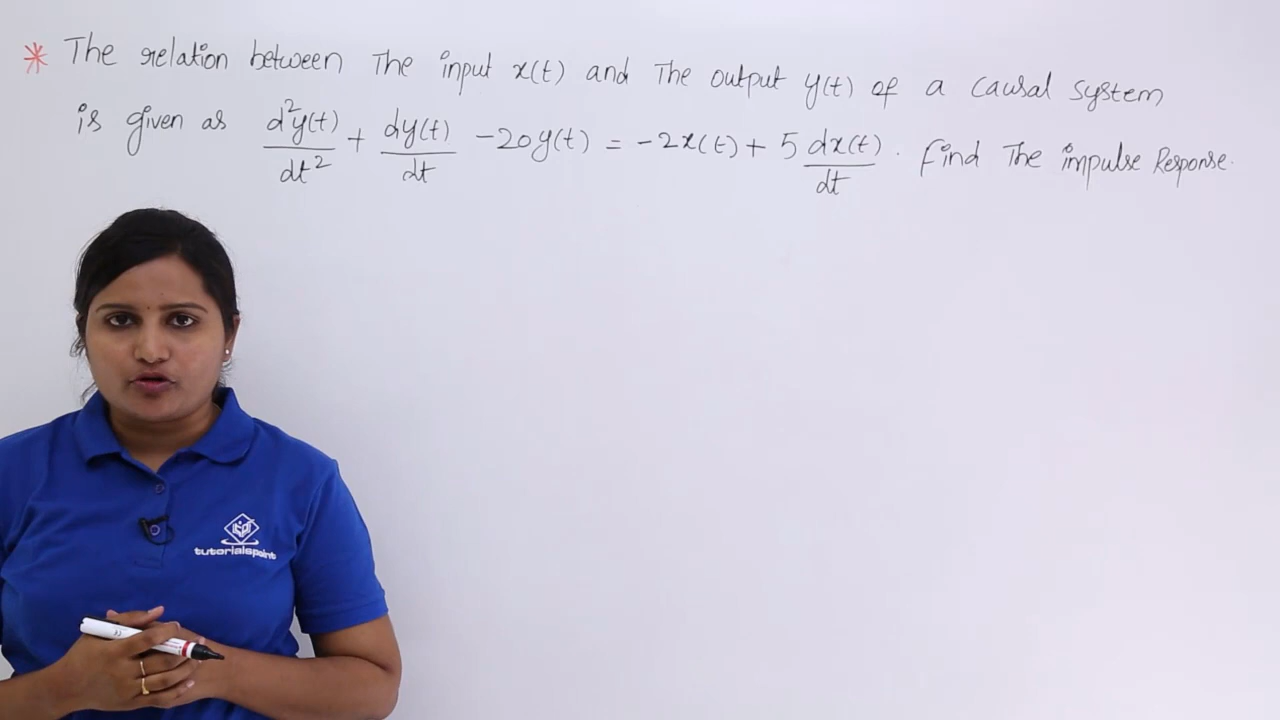 * The relation between The input x(t) and The output y(t) of a causal system
is given as d²y(t)/dt² + dy(t)/dt -20y(t) = -2x(t) + 5 dx(t)/dt . Find The impulse Response.
tutorialspoint